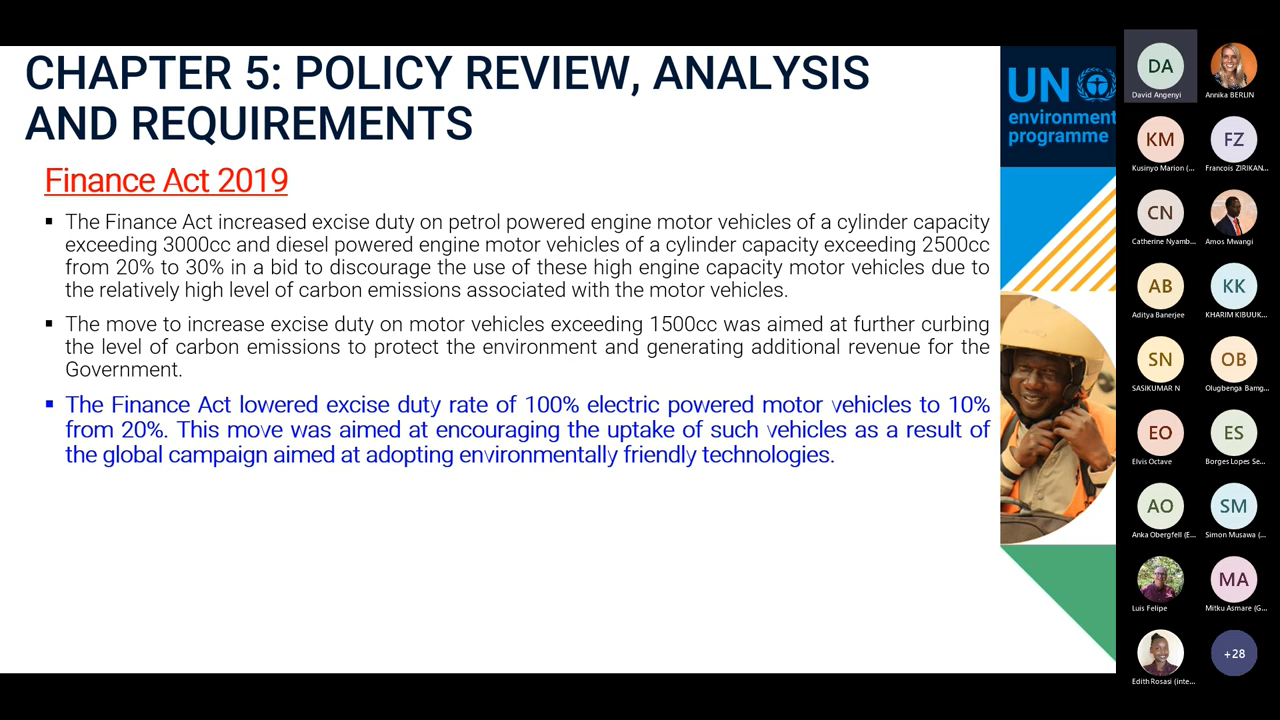 CHAPTER 5: POLICY REVIEW, ANALYSIS
AND REQUIREMENTS
Finance Act 2019
▪ The Finance Act increased excise duty on petrol powered engine motor vehicles of a cylinder capacity
exceeding 3000cc and diesel powered engine motor vehicles of a cylinder capacity exceeding 2500cc
from 20% to 30% in a bid to discourage the use of these high engine capacity motor vehicles due to
the relatively high level of carbon emissions associated with the motor vehicles.
▪ The move to increase excise duty on motor vehicles exceeding 1500cc was aimed at further curbing
the level of carbon emissions to protect the environment and generating additional revenue for the
Government.
▪ The Finance Act lowered excise duty rate of 100% electric powered motor vehicles to 10%
from 20%. This move was aimed at encouraging the uptake of such vehicles as a result of
the global campaign aimed at adopting environmentally friendly technologies.
UN
environment
programme
DA
David Angenyi
Annika BERLIN
KM
Kusinyo Marion (...
FZ
Francois ZIRIKAN...
CN
Catherine Nyamb...
Amos Mwangi
AB
Aditya Banerjee
KK
KHARIM KIBUUK...
SN
SASIKUMAR N
OB
Olugbenga Bamg...
EO
Elvis Octave
ES
Borges Lopes Se...
AO
Anka Obergfell (E...
SM
Simon Musawa (...
Luis Felipe
MA
Mitku Asmare (G...
Edith Rosasi (inte...
+28